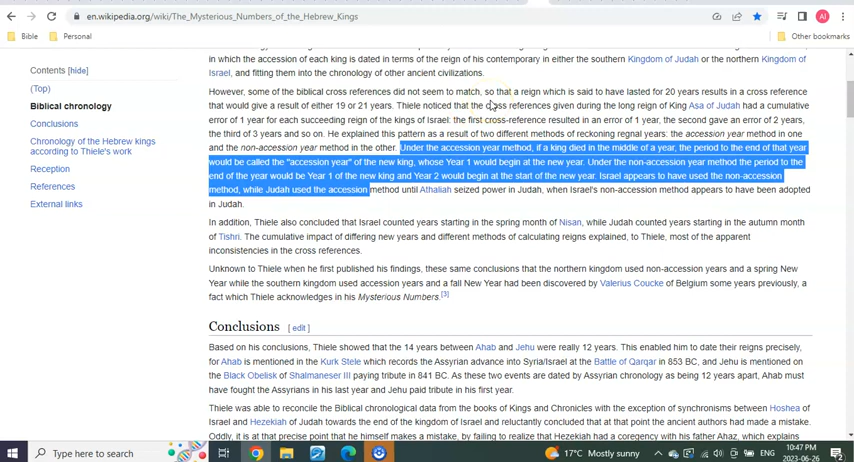 en.wikipedia.org/wiki/The_Mysterious_Numbers_of_the_Hebrew_Kings
AI
Bible
Personal
Other bookmarks
in which the accession of each king is dated in terms of the reign of his contemporary in either the southern Kingdom of Judah or the northern Kingdom of
Israel, and fitting them into the chronology of other ancient civilizations.
Contents [hide]
(Top)
Biblical chronology
Conclusions
Chronology of the Hebrew kings
according to Thiele's work
Reception
References
External links
However, some of the biblical cross references did not seem to match, so that a reign which is said to have lasted for 20 years results in a cross reference
that would give a result of either 19 or 21 years. Thiele noticed that the cross references given during the long reign of King Asa of Judah had a cumulative
error of 1 year for each succeeding reign of the kings of Israel: the first cross-reference resulted in an error of 1 year, the second gave an error of 2 years,
the third of 3 years and so on. He explained this pattern as a result of two different methods of reckoning regnal years: the accession year method in one
and the non-accession year method in the other. Under the accession year method, if a king died in the middle of a year, the period to the end of that year
would be called the "accession year" of the new king, whose Year 1 would begin at the new year. Under the non-accession year method the period to the
end of the year would be Year 1 of the new king and Year 2 would begin at the start of the new year. Israel appears to have used the non-accession
method, while Judah used the accession method until Athaliah seized power in Judah, when Israel's non-accession method appears to have been adopted
in Judah.
In addition, Thiele also concluded that Israel counted years starting in the spring month of Nisan, while Judah counted years starting in the autumn month
of Tishri. The cumulative impact of differing new years and different methods of calculating reigns explained, to Thiele, most of the apparent
inconsistencies in the cross references.
Unknown to Thiele when he first published his findings, these same conclusions that the northern kingdom used non-accession years and a spring New
Year while the southern kingdom used accession years and a fall New Year had been discovered by Valerius Coucke of Belgium some years previously, a
fact which Thiele acknowledges in his Mysterious Numbers.[3]
Conclusions [ edit ]
Based on his conclusions, Thiele showed that the 14 years between Ahab and Jehu were really 12 years. This enabled him to date their reigns precisely,
for Ahab is mentioned in the Kurk Stele which records the Assyrian advance into Syria/Israel at the Battle of Qarqar in 853 BC, and Jehu is mentioned on
the Black Obelisk of Shalmaneser III paying tribute in 841 BC. As these two events are dated by Assyrian chronology as being 12 years apart, Ahab must
have fought the Assyrians in his last year and Jehu paid tribute in his first year.
Thiele was able to reconcile the Biblical chronological data from the books of Kings and Chronicles with the exception of synchronisms between Hoshea of
Israel and Hezekiah of Judah towards the end of the kingdom of Israel and reluctantly concluded that at that point the ancient authors had made a mistake.
Oddly, it is at that precise point that he himself makes a mistake, by failing to realize that Hezekiah had a coregency with his father Ahaz, which explains
Type here to search
17°C Mostly sunny
10:47 PM
2023-06-26
2